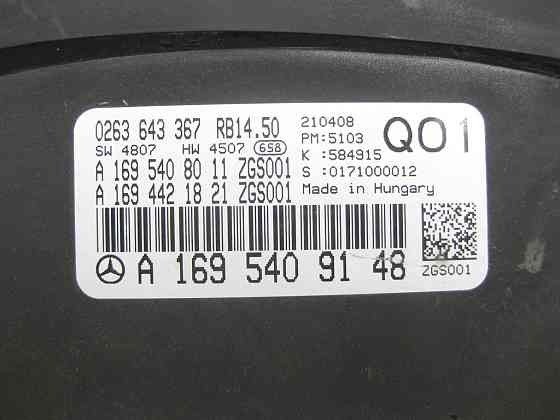 0263 643 367 RB14.50 210408 Q01
SW 4807 HW 4507 658 PM:5103
K :584915
A 169 540 80 11 ZGS001 S :0171000012
A 169 442 18 21 ZGS001 Made in Hungary
A 169 540 91 48 ZGS001